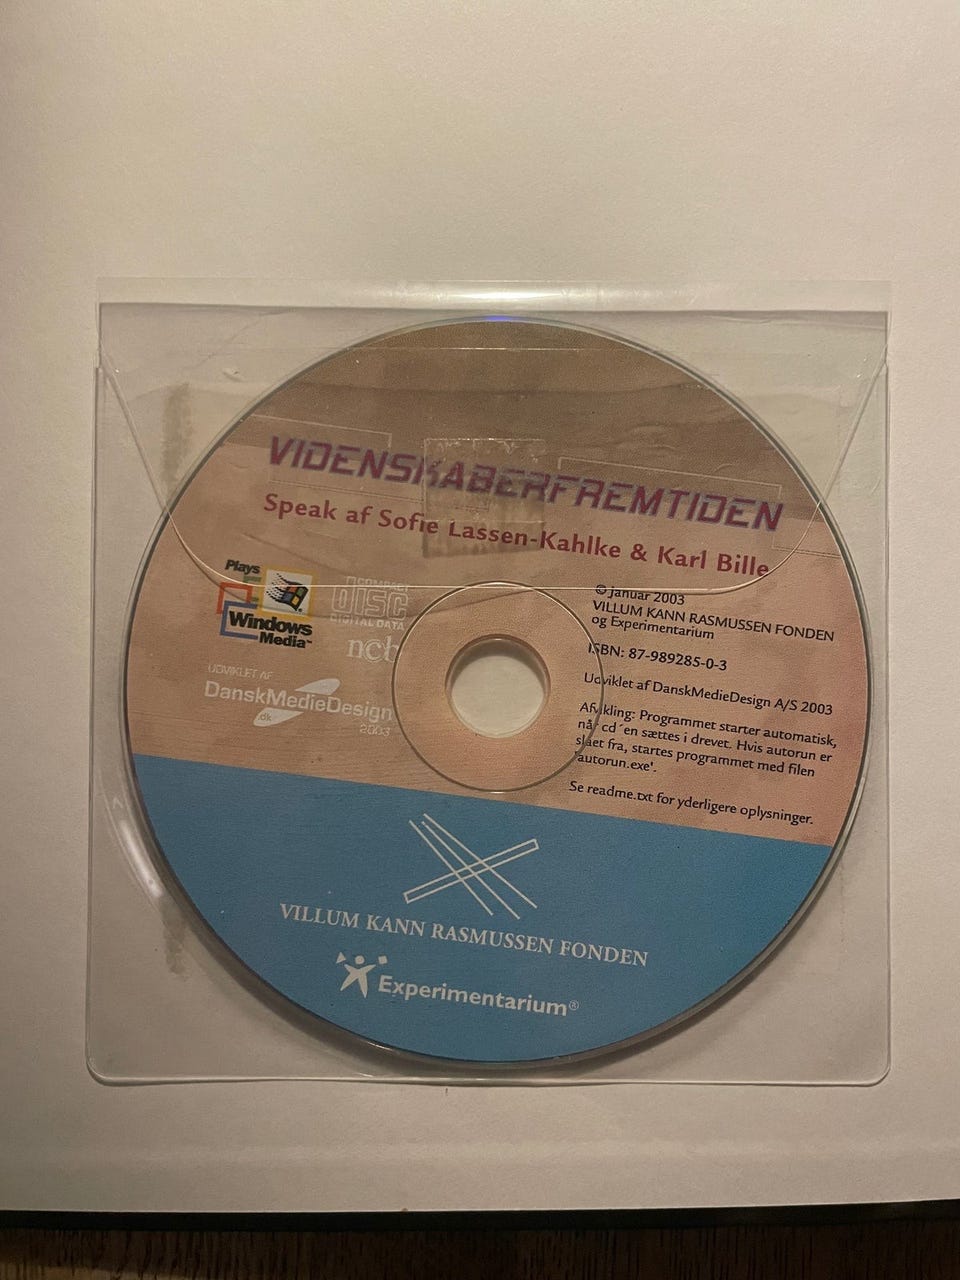 VIDENSKABERFREMTIDEN
Speak af Sofie Lassen-Kahlke & Karl Bille
Plays
Windows
Media™
COMPACT
DISC
DIGITAL DATA
ncb
UDVIKLET AF
DanskMedieDesign
.dk
2003
© Januar 2003
VILLUM KANN RASMUSSEN FONDEN
og Experimentarium
ISBN: 87-989285-0-3
Udviklet af DanskMedieDesign A/S 2003
Afvikling: Programmet starter automatisk,
når cd´en sættes i drevet. Hvis autorun er
slået fra, startes programmet med filen
'autorun.exe'.
Se readme.txt for yderligere oplysninger.
VILLUM KANN RASMUSSEN FONDEN
Experimentarium®